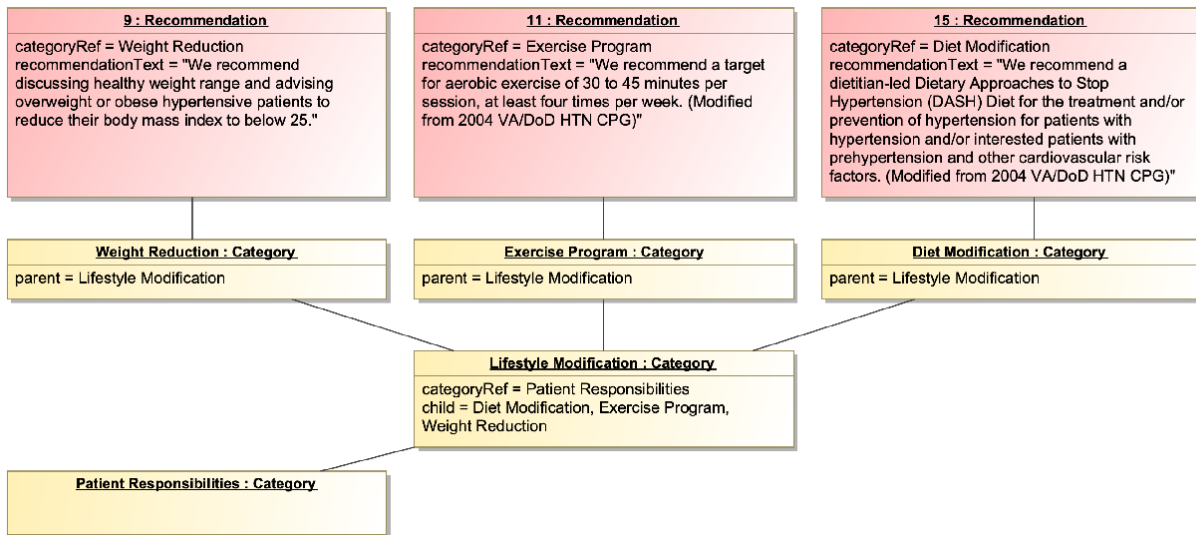 9 : Recommendation
categoryRef = Weight Reduction
recommendationText = "We recommend
discussing healthy weight range and advising
overweight or obese hypertensive patients to
reduce their body mass index to below 25."
11 : Recommendation
categoryRef = Exercise Program
recommendationText = "We recommend a target
for aerobic exercise of 30 to 45 minutes per
session, at least four times per week. (Modified
from 2004 VA/DoD HTN CPG)"
15 : Recommendation
categoryRef = Diet Modification
recommendationText = "We recommend a
dietitian-led Dietary Approaches to Stop
Hypertension (DASH) Diet for the treatment and/or
prevention of hypertension for patients with
hypertension and/or interested patients with
prehypertension and other cardiovascular risk
factors. (Modified from 2004 VA/DoD HTN CPG)"
Weight Reduction : Category
parent = Lifestyle Modification
Exercise Program : Category
parent = Lifestyle Modification
Diet Modification : Category
parent = Lifestyle Modification
Lifestyle Modification : Category
categoryRef = Patient Responsibilities
child = Diet Modification, Exercise Program,
Weight Reduction
Patient Responsibilities : Category